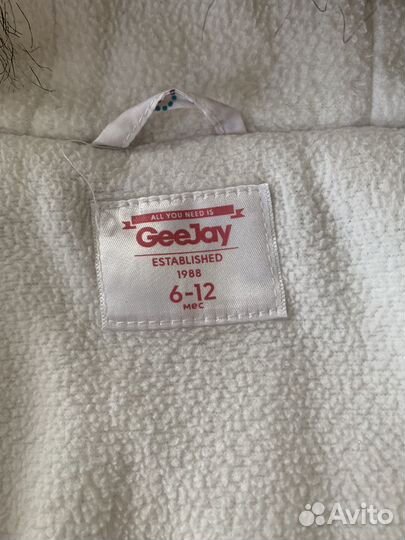 ALL YOU NEED IS
GeeJay
ESTABLISHED
1988
6-12
мес
Avito